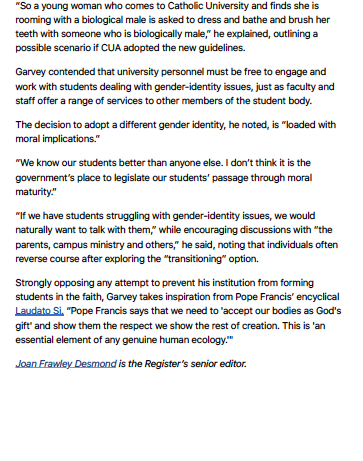 “So a young woman who comes to Catholic University and finds she is
rooming with a biological male is asked to dress and bathe and brush her
teeth with someone who is biologically male,” he explained, outlining a
possible scenario if CUA adopted the new guidelines.
Garvey contended that university personnel must be free to engage and
work with students dealing with gender-identity issues, just as faculty and
staff offer a range of services to other members of the student body.
The decision to adopt a different gender identity, he noted, is “loaded with
moral implications.”
“We know our students better than anyone else. I don’t think it is the
government’s place to legislate our students’ passage through moral
maturity.”
“If we have students struggling with gender-identity issues, we would
naturally want to talk with them,” while encouraging discussions with “the
parents, campus ministry and others,” he said, noting that individuals often
reverse course after exploring the “transitioning” option.
Strongly opposing any attempt to prevent his institution from forming
students in the faith, Garvey takes inspiration from Pope Francis’ encyclical
Laudato Si. “Pope Francis says that we need to 'accept our bodies as God's
gift' and show them the respect we show the rest of creation. This is 'an
essential element of any genuine human ecology.'"
Joan Frawley Desmond is the Register’s senior editor.